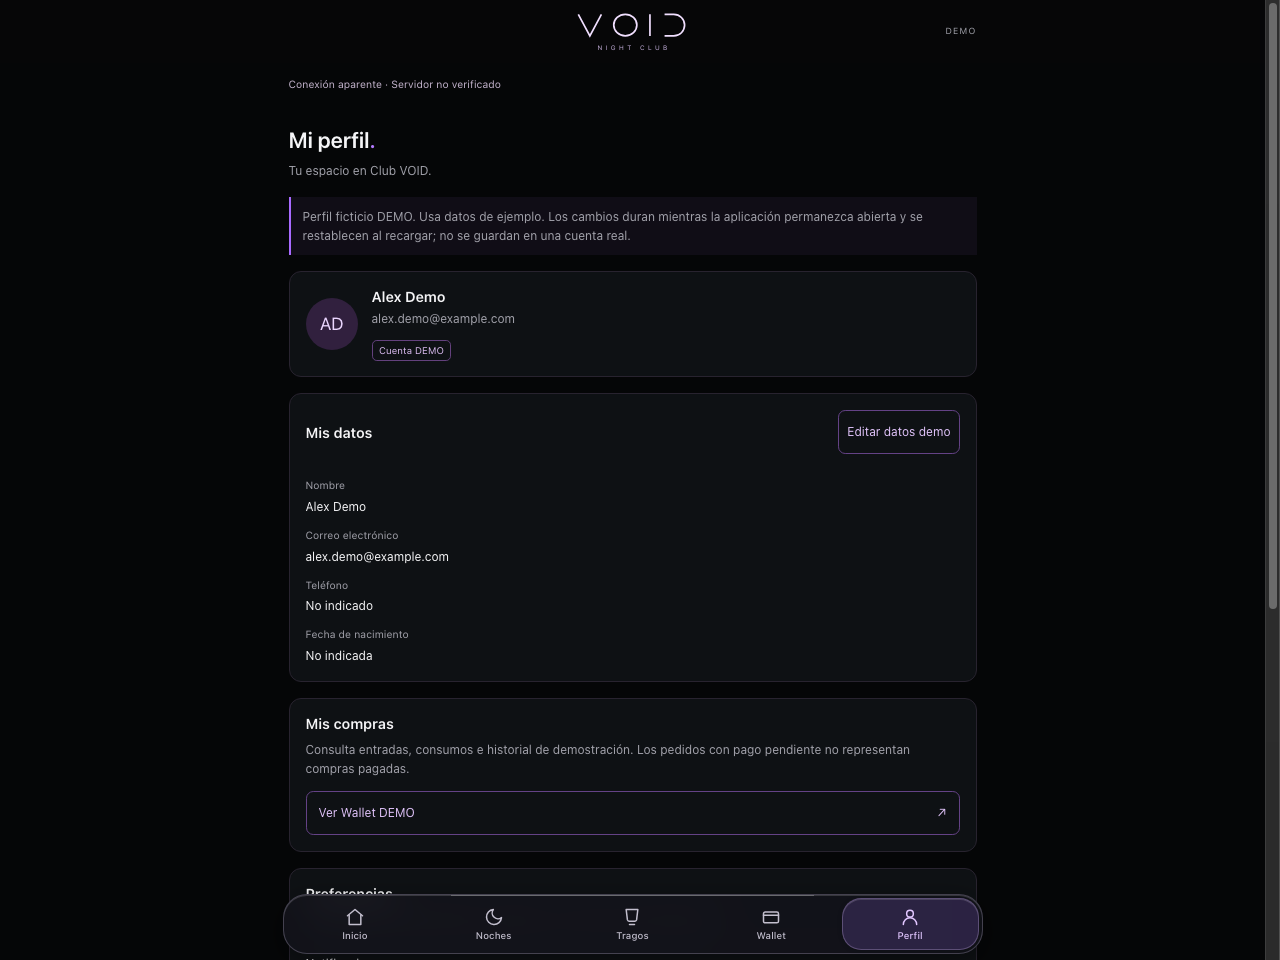 VOID
NIGHT CLUB
DEMO
Conexión aparente · Servidor no verificado
Mi perfil.
Tu espacio en Club VOID.
Perfil ficticio DEMO. Usa datos de ejemplo. Los cambios duran mientras la aplicación permanezca abierta y se
restablecen al recargar; no se guardan en una cuenta real.
AD
Alex Demo
alex.demo@example.com
Cuenta DEMO
Mis datos
Editar datos demo
Nombre
Alex Demo
Correo electrónico
alex.demo@example.com
Teléfono
No indicado
Fecha de nacimiento
No indicada
Mis compras
Consulta entradas, consumos e historial de demostración. Los pedidos con pago pendiente no representan
compras pagadas.
Ver Wallet DEMO ↗
Preferencias
Inicio
Noches
Tragos
Wallet
Perfil